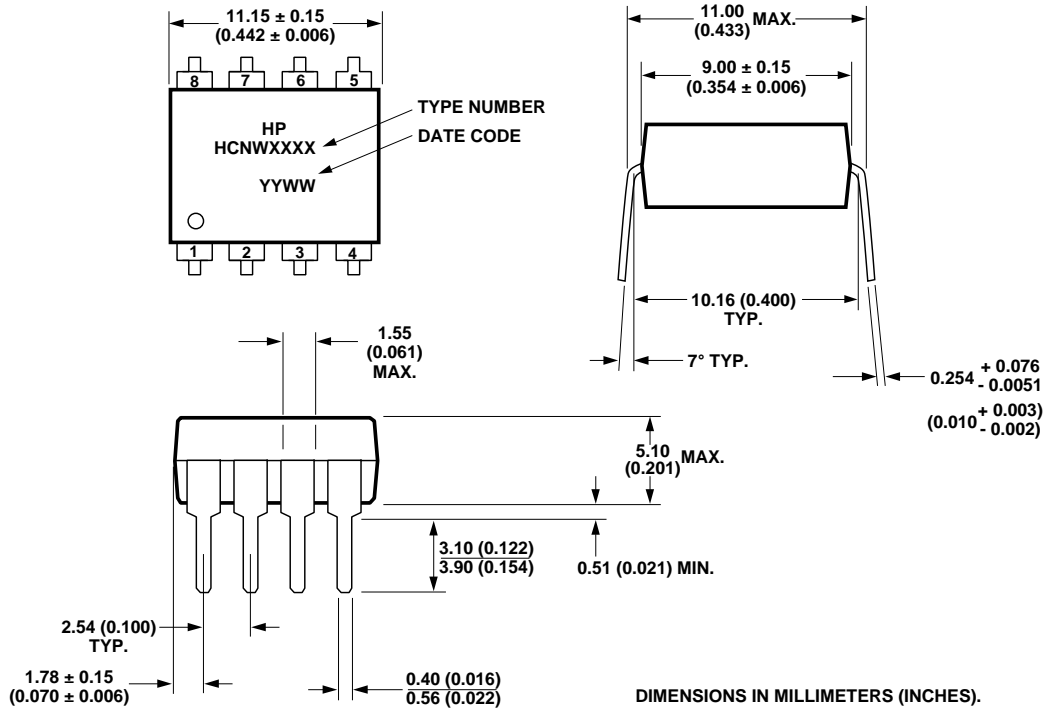 11.15 ± 0.15
(0.442 ± 0.006)
8 7 6 5
HP
HCNWXXXX
YYWW
TYPE NUMBER
DATE CODE
1 2 3 4
11.00
(0.433) MAX.
9.00 ± 0.15
(0.354 ± 0.006)
10.16 (0.400)
TYP.
7° TYP.
0.254 + 0.076
- 0.0051
(0.010 + 0.003)
- 0.002)
1.55
(0.061)
MAX.
5.10
(0.201) MAX.
3.10 (0.122)
3.90 (0.154)
0.51 (0.021) MIN.
2.54 (0.100)
TYP.
1.78 ± 0.15
(0.070 ± 0.006)
0.40 (0.016)
0.56 (0.022)
DIMENSIONS IN MILLIMETERS (INCHES).